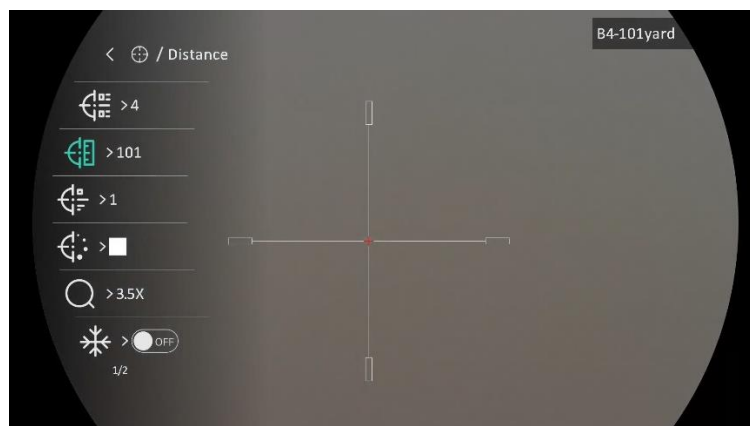 B4-101yard
< / Distance
>4
>101
>1
>
>3.5X
> OFF
1/2